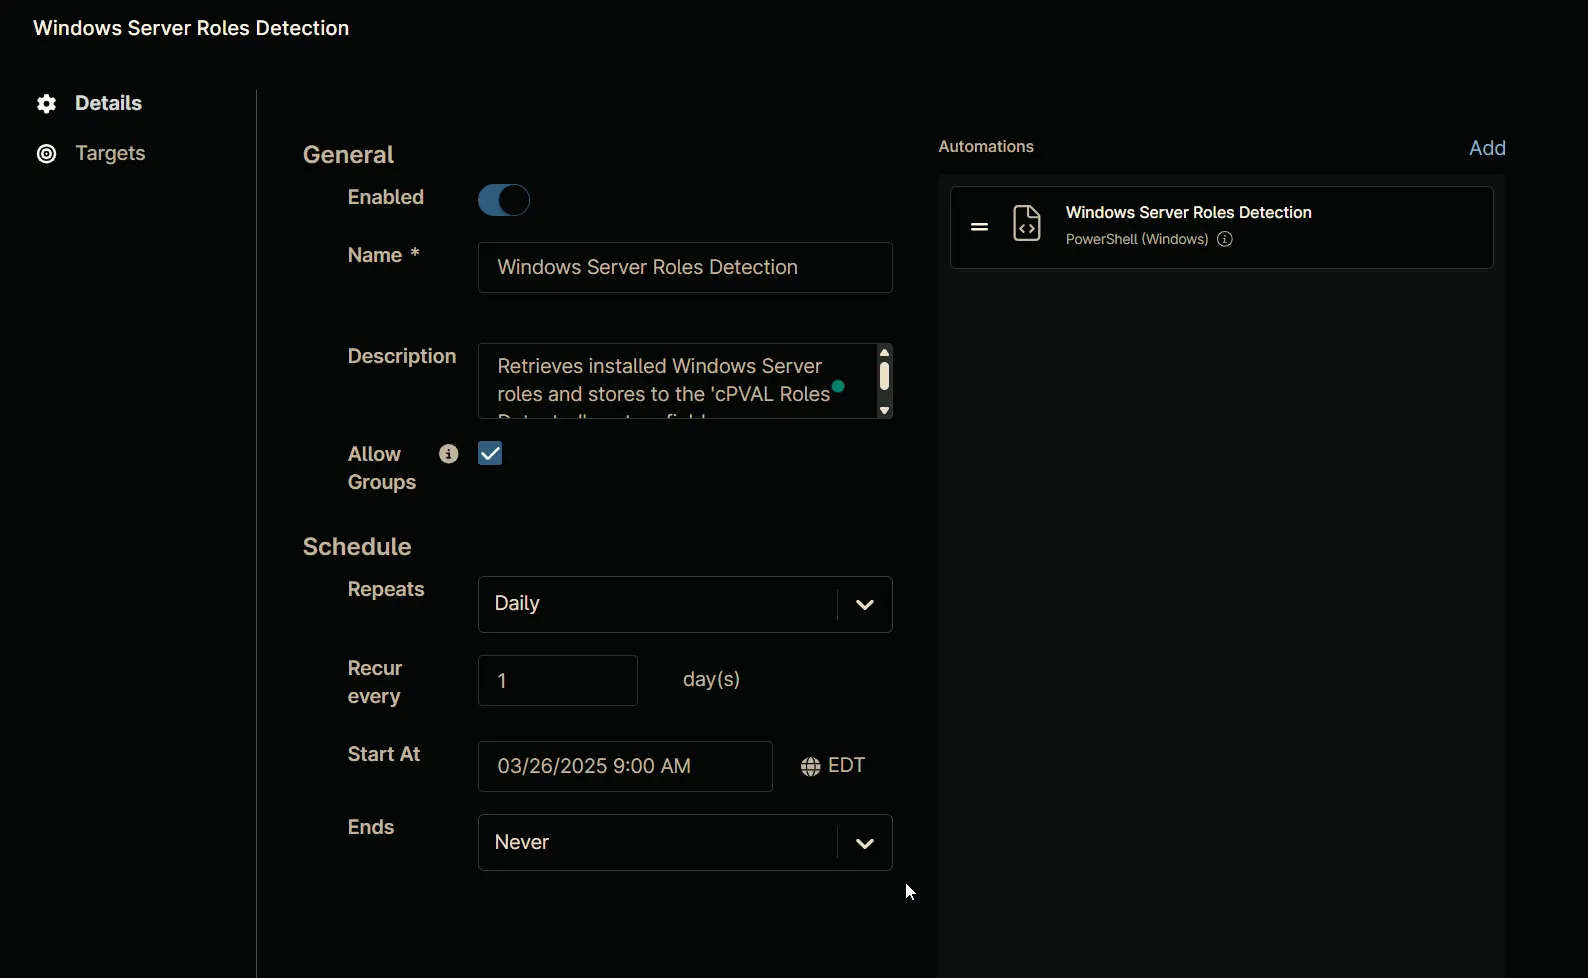 Windows Server Roles Detection
Details
Targets
General
Enabled
Name *
Windows Server Roles Detection
Description
Retrieves installed Windows Server
roles and stores to the 'cPVAL Roles
Allow
Groups
Schedule
Repeats
Daily
Recur
every
1
day(s)
Start At
03/26/2025 9:00 AM
EDT
Ends
Never
Automations
Add
Windows Server Roles Detection
PowerShell (Windows)